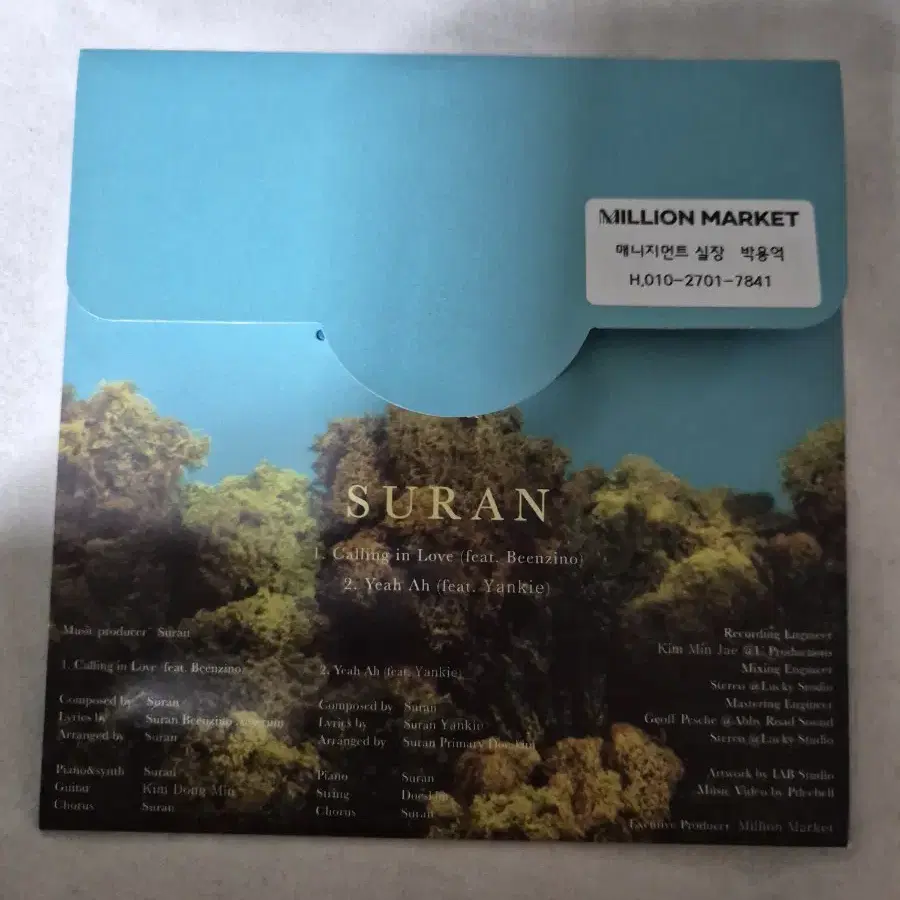 MILLION MARKET
매니지먼트 실장 박용억
H.010-2701-7841
SURAN
1. Calling in Love (feat. Beenzino)
2. Yeah Ah (feat. Yankie)
Music producer Suran
1. Calling in Love (feat. Beenzino)
Composed by Suran
Lyrics by Suran Beenzino
Arranged by Suran
Piano&synth Suran
Guitar Kim Dong Min
Chorus Suran
2. Yeah Ah (feat. Yankie)
Composed by Suran
Lyrics by Suran Yankie
Arranged by Suran Primary
Piano Suran
String
Chorus Suran
Recording Engineer
Kim Min Jae @U Productions
Mixing Engineer
Stereo @Lucky Studio
Mastering Engineer
Geoff Pesche @Abby Road Sound
Stereo @Lucky Studio
Artwork by IAB Studio
Music Video by
Producer Million Market